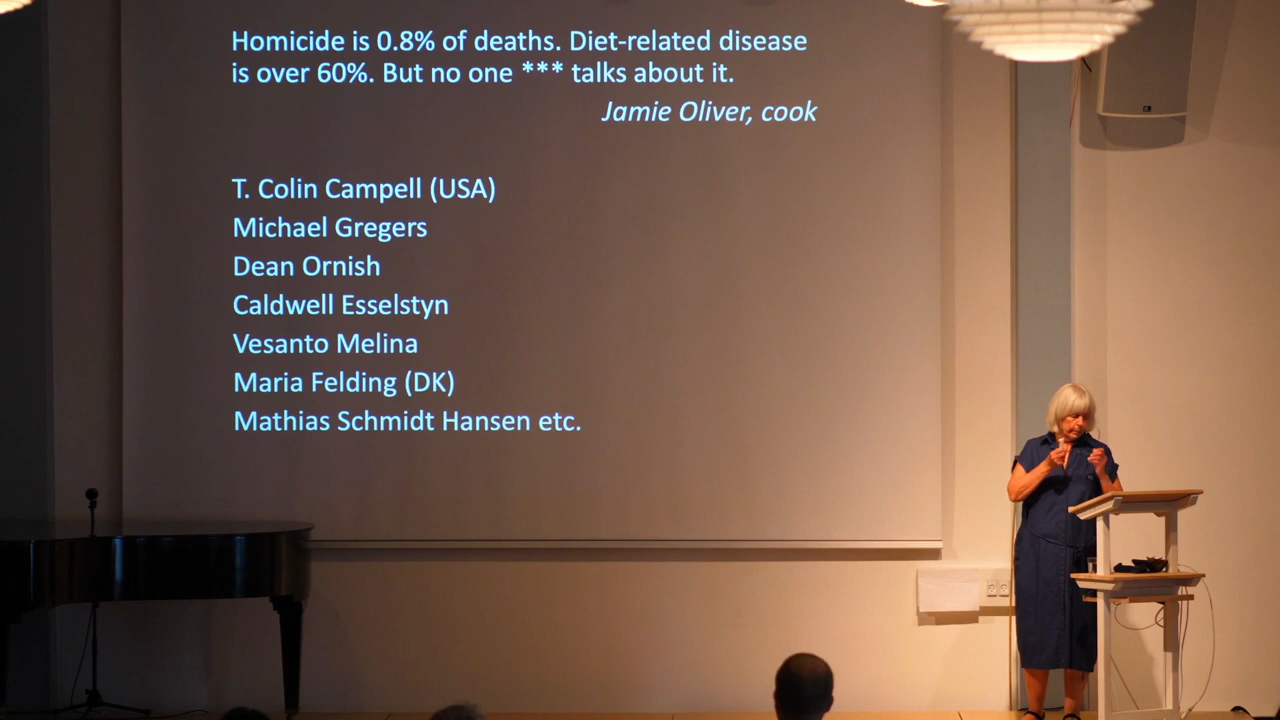 Homicide is 0.8% of deaths. Diet-related disease
is over 60%. But no one *** talks about it.
Jamie Oliver, cook
T. Colin Campell (USA)
Michael Gregers
Dean Ornish
Caldwell Esselstyn
Vesanto Melina
Maria Felding (DK)
Mathias Schmidt Hansen etc.